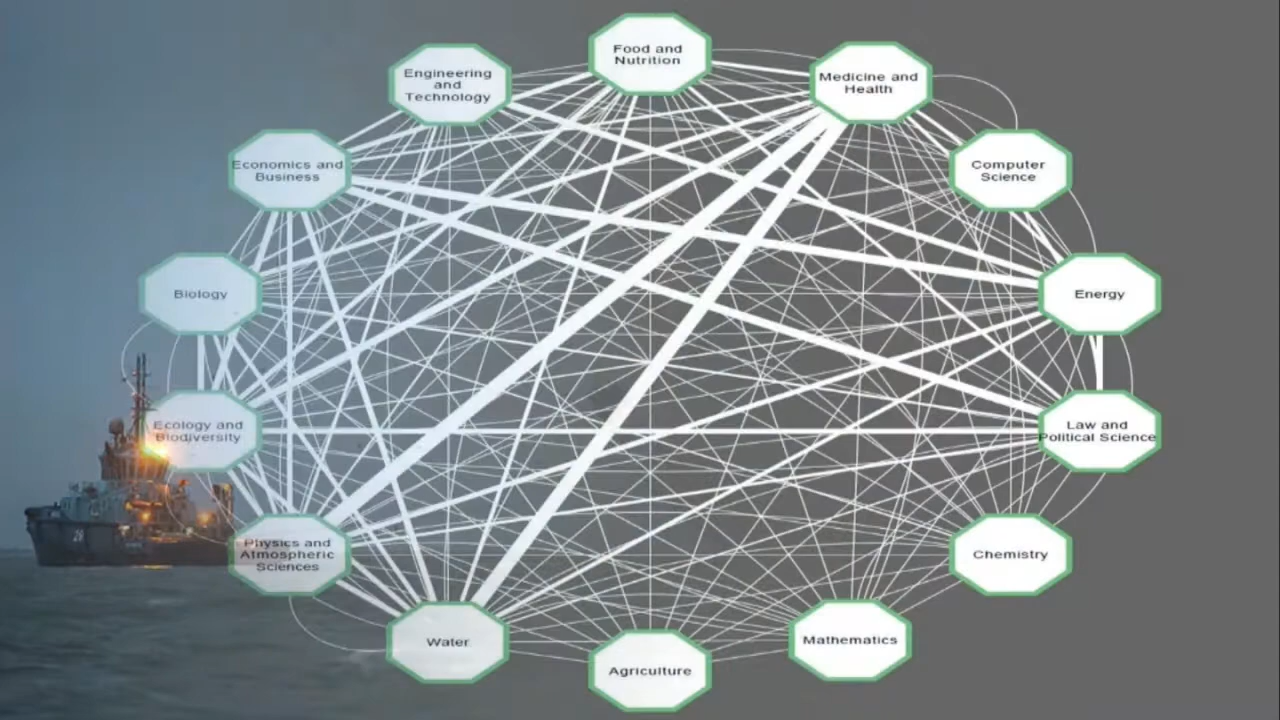 Food and
Nutrition
Engineering
and
Technology
Medicine and
Health
Economics and
Business
Computer
Science
Biology
Energy
Ecology and
Biodiversity
Law and
Political Science
Physics and
Atmospheric
Sciences
Chemistry
Water
Mathematics
Agriculture